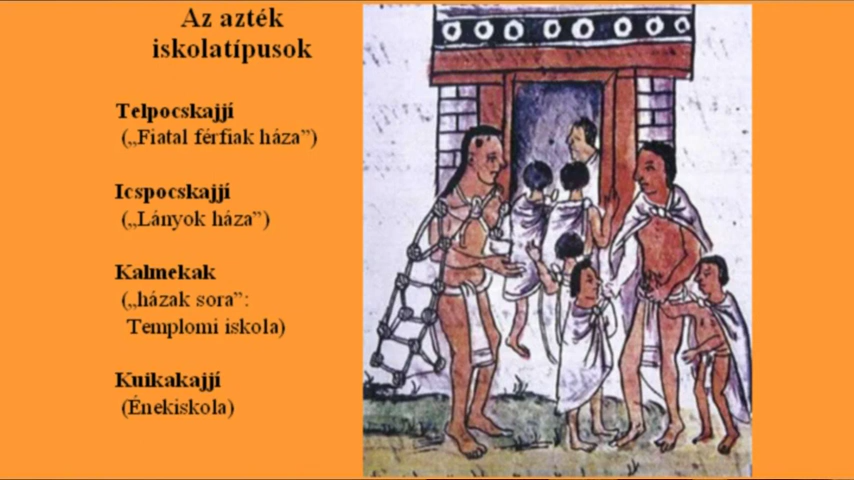 Az azték
iskolatípusok
Telpocskajjí
(„Fiatal férfiak háza”)
Icspocskajjí
(„Lányok háza”)
Kalmekak
(„házak sora”:
Templomi iskola)
Kuikakajjí
(Énekiskola)